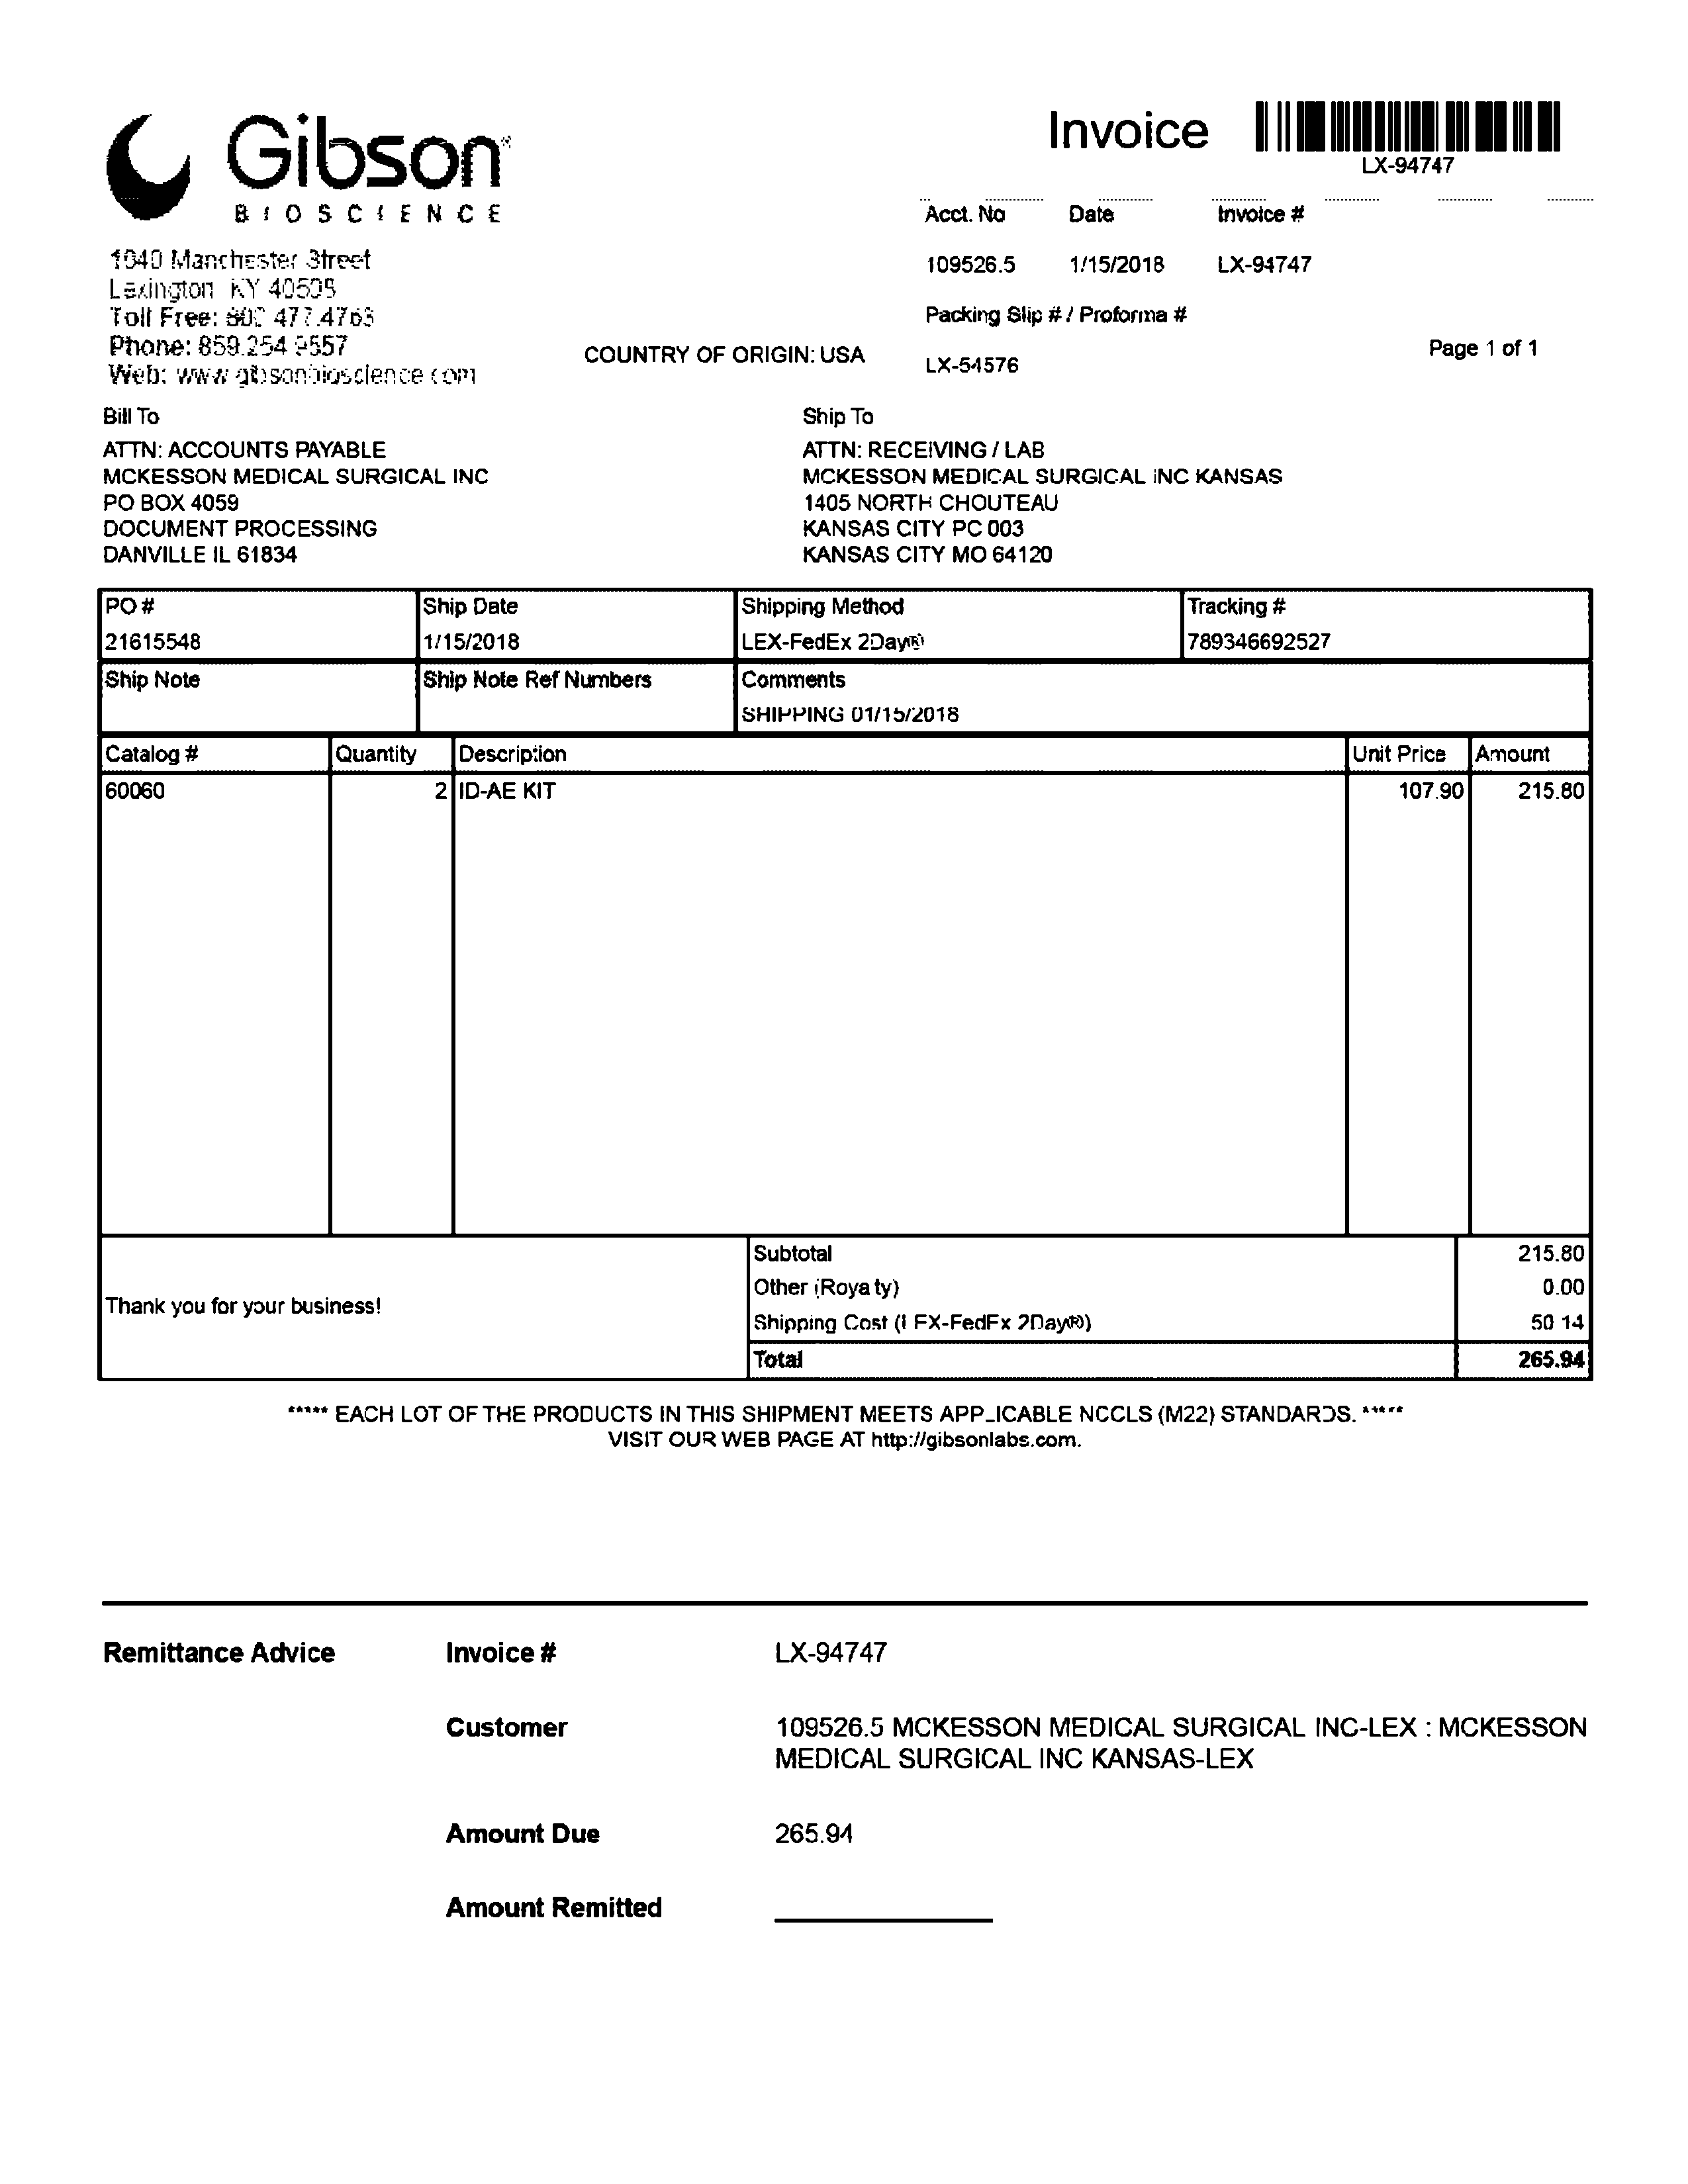 Gibson
BIOSCIENCE
Invoice
LX-94747
Acct. No Date Invoice #
109526.5 1/15/2018 LX-94747
1040 Manchester Street
Lexington KY 40508
Toll Free: 800 477.4763
Phone: 859.254 9557
Web: www gibsonbioscience com
Packing Slip # / Proforma #
COUNTRY OF ORIGIN: USA
LX-54576
Page 1 of 1
Bill To
ATTN: ACCOUNTS PAYABLE
MCKESSON MEDICAL SURGICAL INC
PO BOX 4059
DOCUMENT PROCESSING
DANVILLE IL 61834
Ship To
ATTN: RECEIVING / LAB
MCKESSON MEDICAL SURGICAL INC KANSAS
1405 NORTH CHOUTEAU
KANSAS CITY PC 003
KANSAS CITY MO 64120
PO # Ship Date Shipping Method Tracking #
21615548 1/15/2018 LEX-FedEx 2Day® 789346692527
Ship Note Ship Note Ref Numbers Comments
SHIPPING 01/15/2018
Catalog # Quantity Description Unit Price Amount
60060 2 ID-AE KIT 107.90 215.80
Subtotal 215.80
Other (Royalty) 0.00
Thank you for your business!
Shipping Cost (LEX-FedEx 2Day®) 50.14
Total 265.94
***** EACH LOT OF THE PRODUCTS IN THIS SHIPMENT MEETS APPLICABLE NCCLS (M22) STANDARDS. *****
VISIT OUR WEB PAGE AT http://gibsonlabs.com.
Remittance Advice Invoice # LX-94747
Customer 109526.5 MCKESSON MEDICAL SURGICAL INC-LEX : MCKESSON
MEDICAL SURGICAL INC KANSAS-LEX
Amount Due 265.94
Amount Remitted